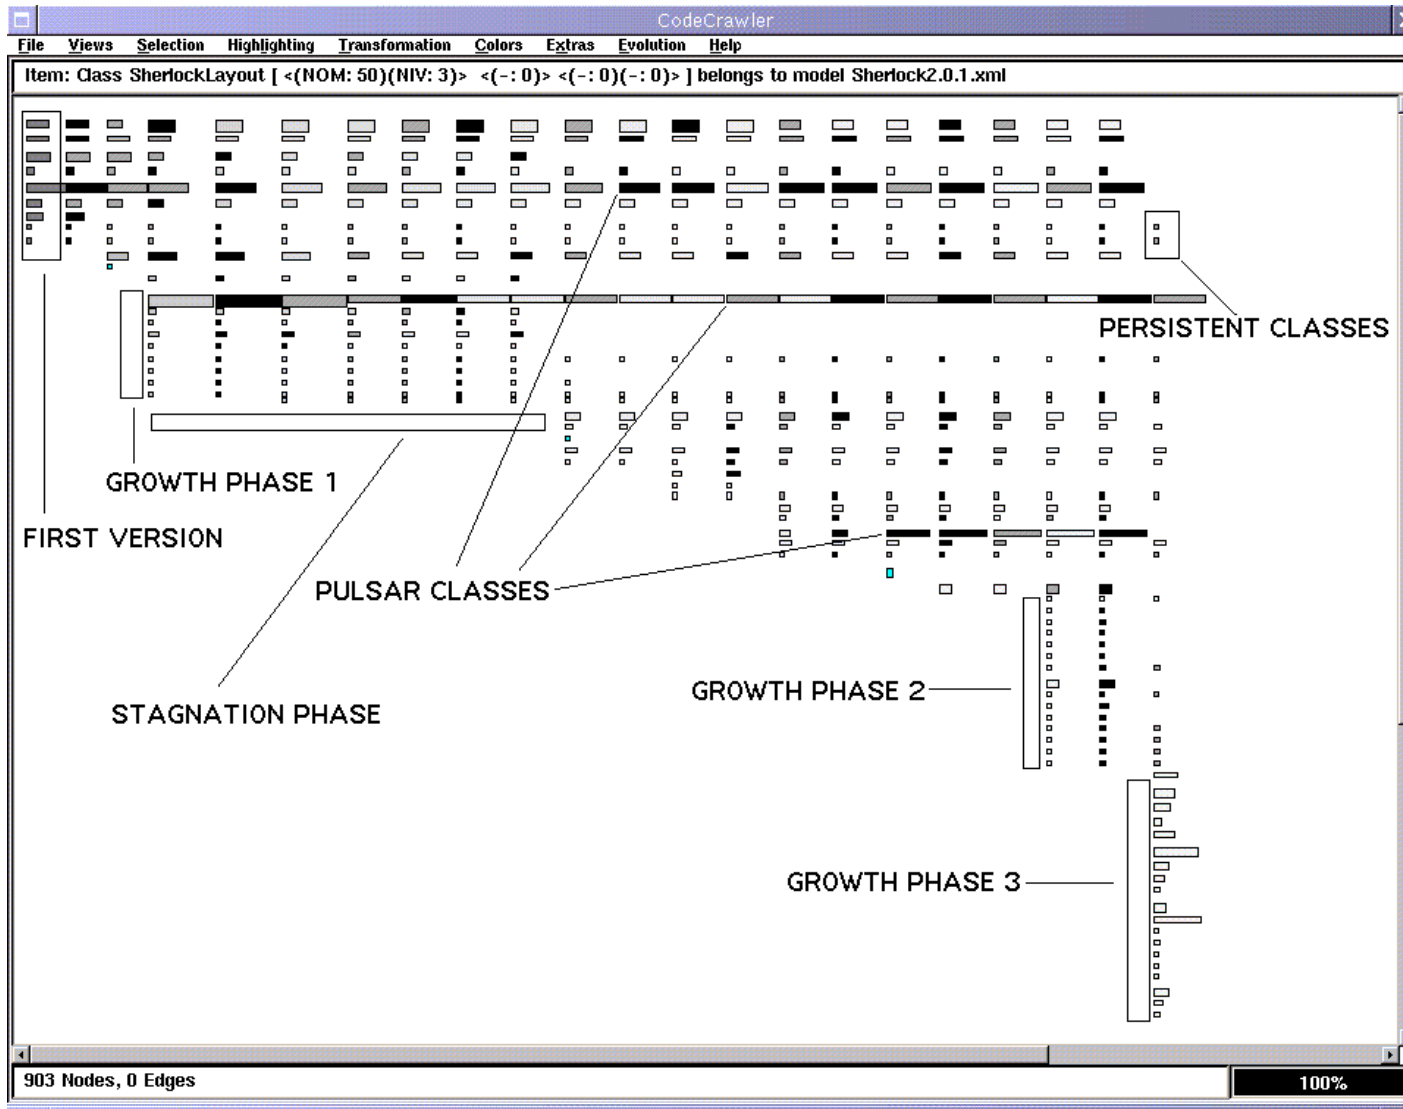 CodeCrawler
File Views Selection Highlighting Transformation Colors Extras Evolution Help
Item: Class SherlockLayout [ <(NOM: 50)(NIV: 3)> <(-: 0)> <(-: 0)(-: 0)> ] belongs to model Sherlock2.0.1.xml
PERSISTENT CLASSES
GROWTH PHASE 1
FIRST VERSION
PULSAR CLASSES
GROWTH PHASE 2
STAGNATION PHASE
GROWTH PHASE 3
903 Nodes, 0 Edges
100%